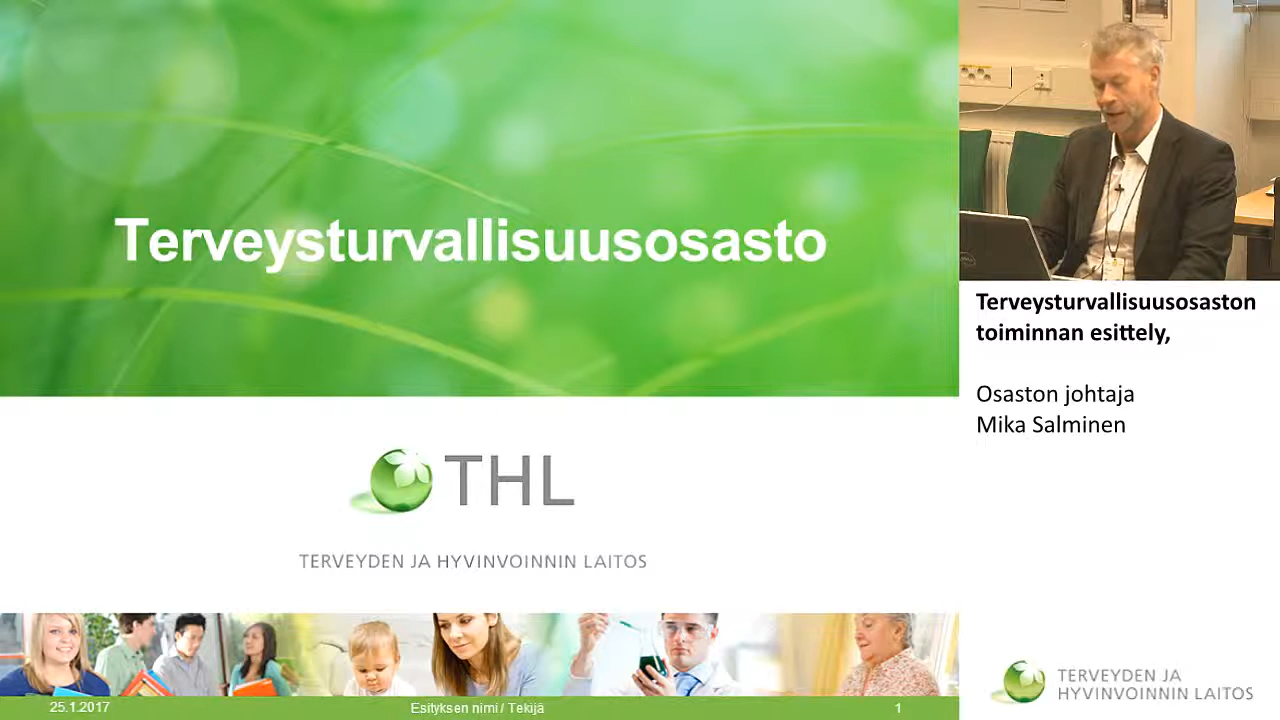 Terveysturvallisuusosasto
THL
TERVEYDEN JA HYVINVOINNIN LAITOS
25.1.2017
Esityksen nimi / Tekijä
1
Terveysturvallisuusosaston
toiminnan esittely,
Osaston johtaja
Mika Salminen
TERVEYDEN JA
HYVINVOINNIN LAITOS